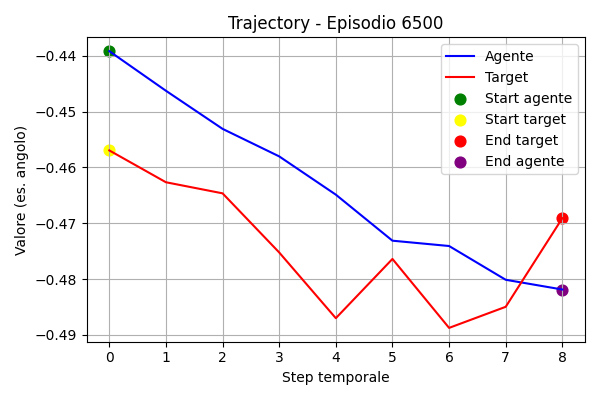 Trajectory - Episodio 6500
Valore (es. angolo)
−0.44
−0.45
−0.46
−0.47
−0.48
−0.49
Agente
Target
Start agente
Start target
End target
End agente
0 1 2 3 4 5 6 7 8
Step temporale